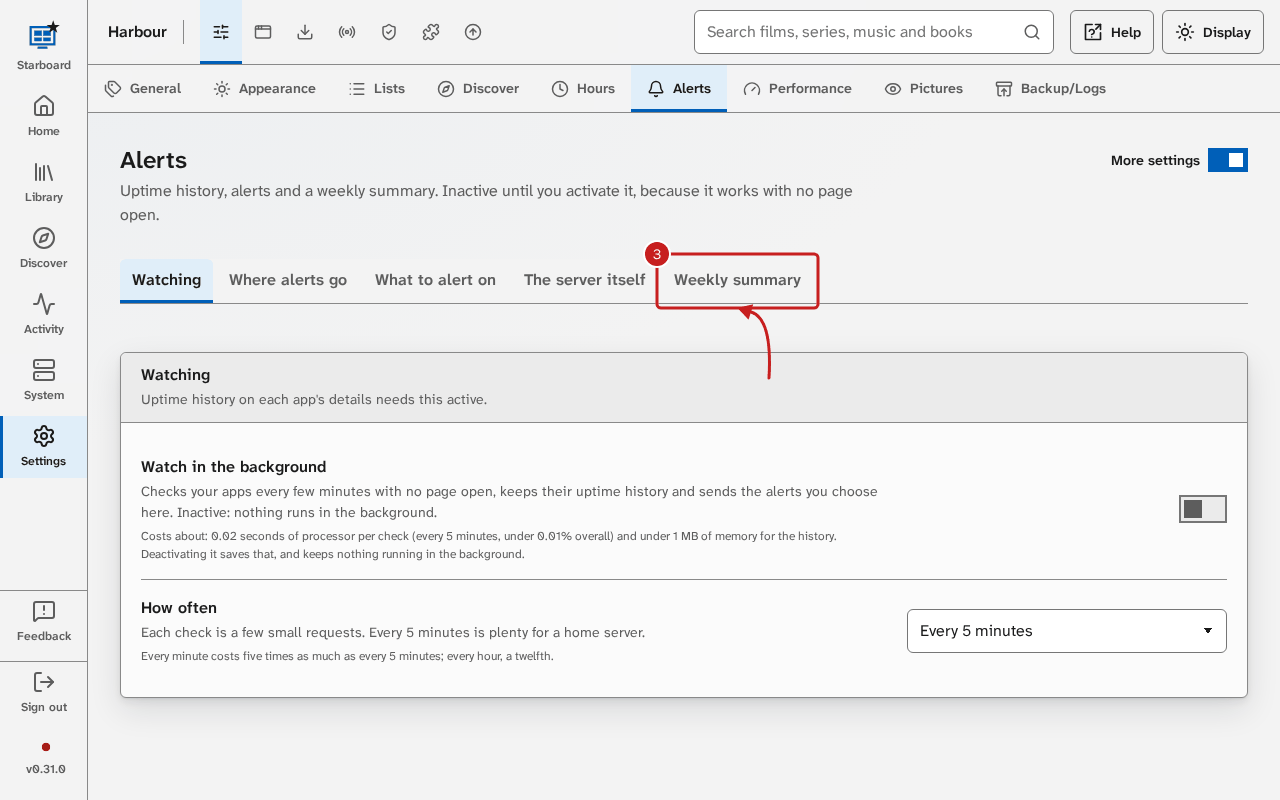 Starboard
Home
Library
Discover
Activity
System
Settings
Feedback
Sign out
v0.31.0
Harbour
Search films, series, music and books
Help
Display
General
Appearance
Lists
Discover
Hours
Alerts
Performance
Pictures
Backup/Logs
Alerts
Uptime history, alerts and a weekly summary. Inactive until you activate it, because it works with no page
open.
More settings
Watching
Where alerts go
What to alert on
The server itself
3
Weekly summary
Watching
Uptime history on each app's details needs this active.
Watch in the background
Checks your apps every few minutes with no page open, keeps their uptime history and sends the alerts you choose
here. Inactive: nothing runs in the background.
Costs about: 0.02 seconds of processor per check (every 5 minutes, under 0.01% overall) and under 1 MB of memory for the history.
Deactivating it saves that, and keeps nothing running in the background.
How often
Each check is a few small requests. Every 5 minutes is plenty for a home server.
Every minute costs five times as much as every 5 minutes; every hour, a twelfth.
Every 5 minutes